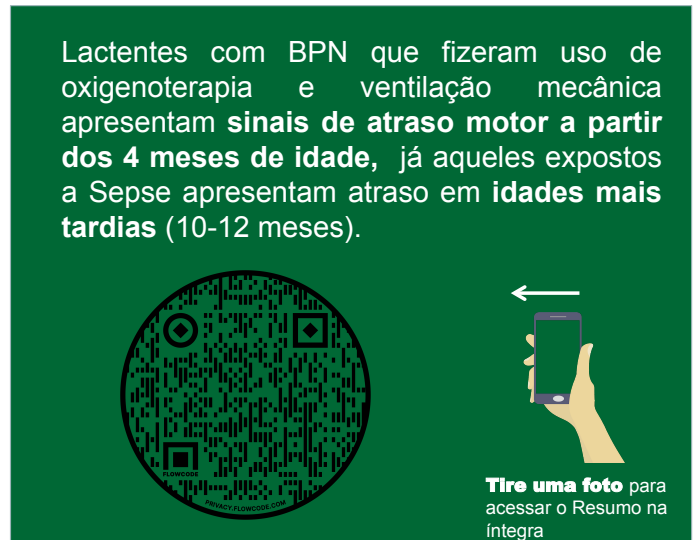 Lactentes com BPN que fizeram uso de
oxigenoterapia e ventilação mecânica
apresentam sinais de atraso motor a partir
dos 4 meses de idade, já aqueles expostos
a Sepse apresentam atraso em idades mais
tardias (10-12 meses).
FLOWCODE
PRIVACY.FLOWCODE.COM
Tire uma foto para
acessar o Resumo na
íntegra